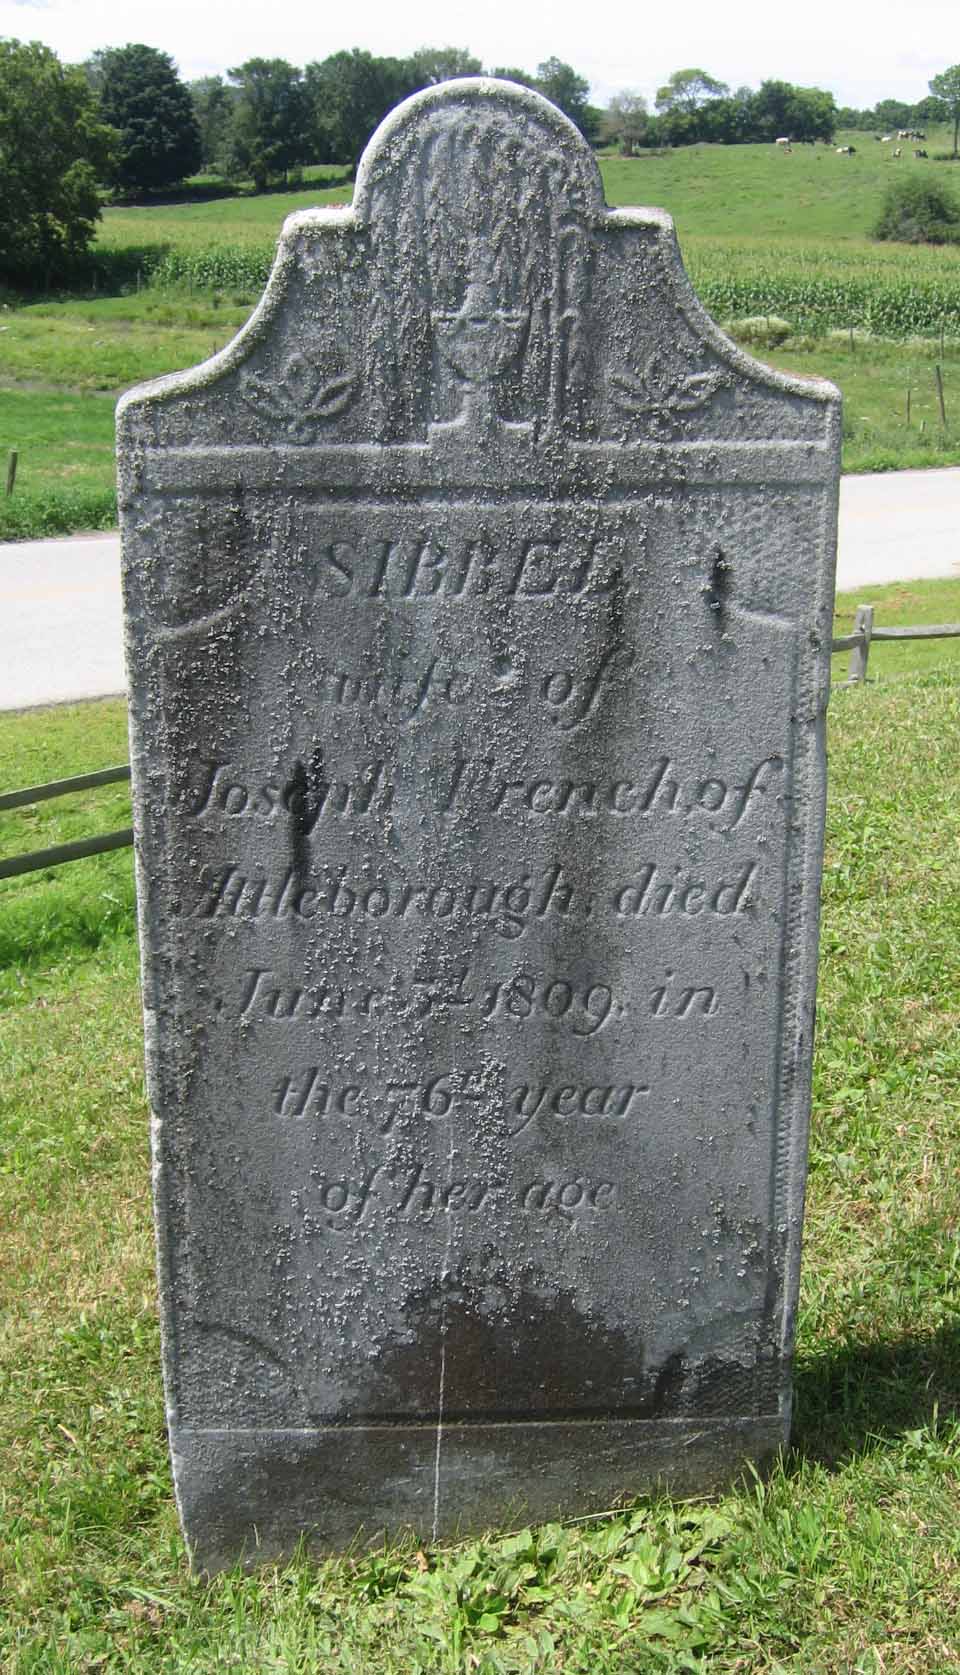 SIBBEL
wife of
Joseph French, of
Attleborough, died
June 5th 1809. in
the 76th year
of her age.